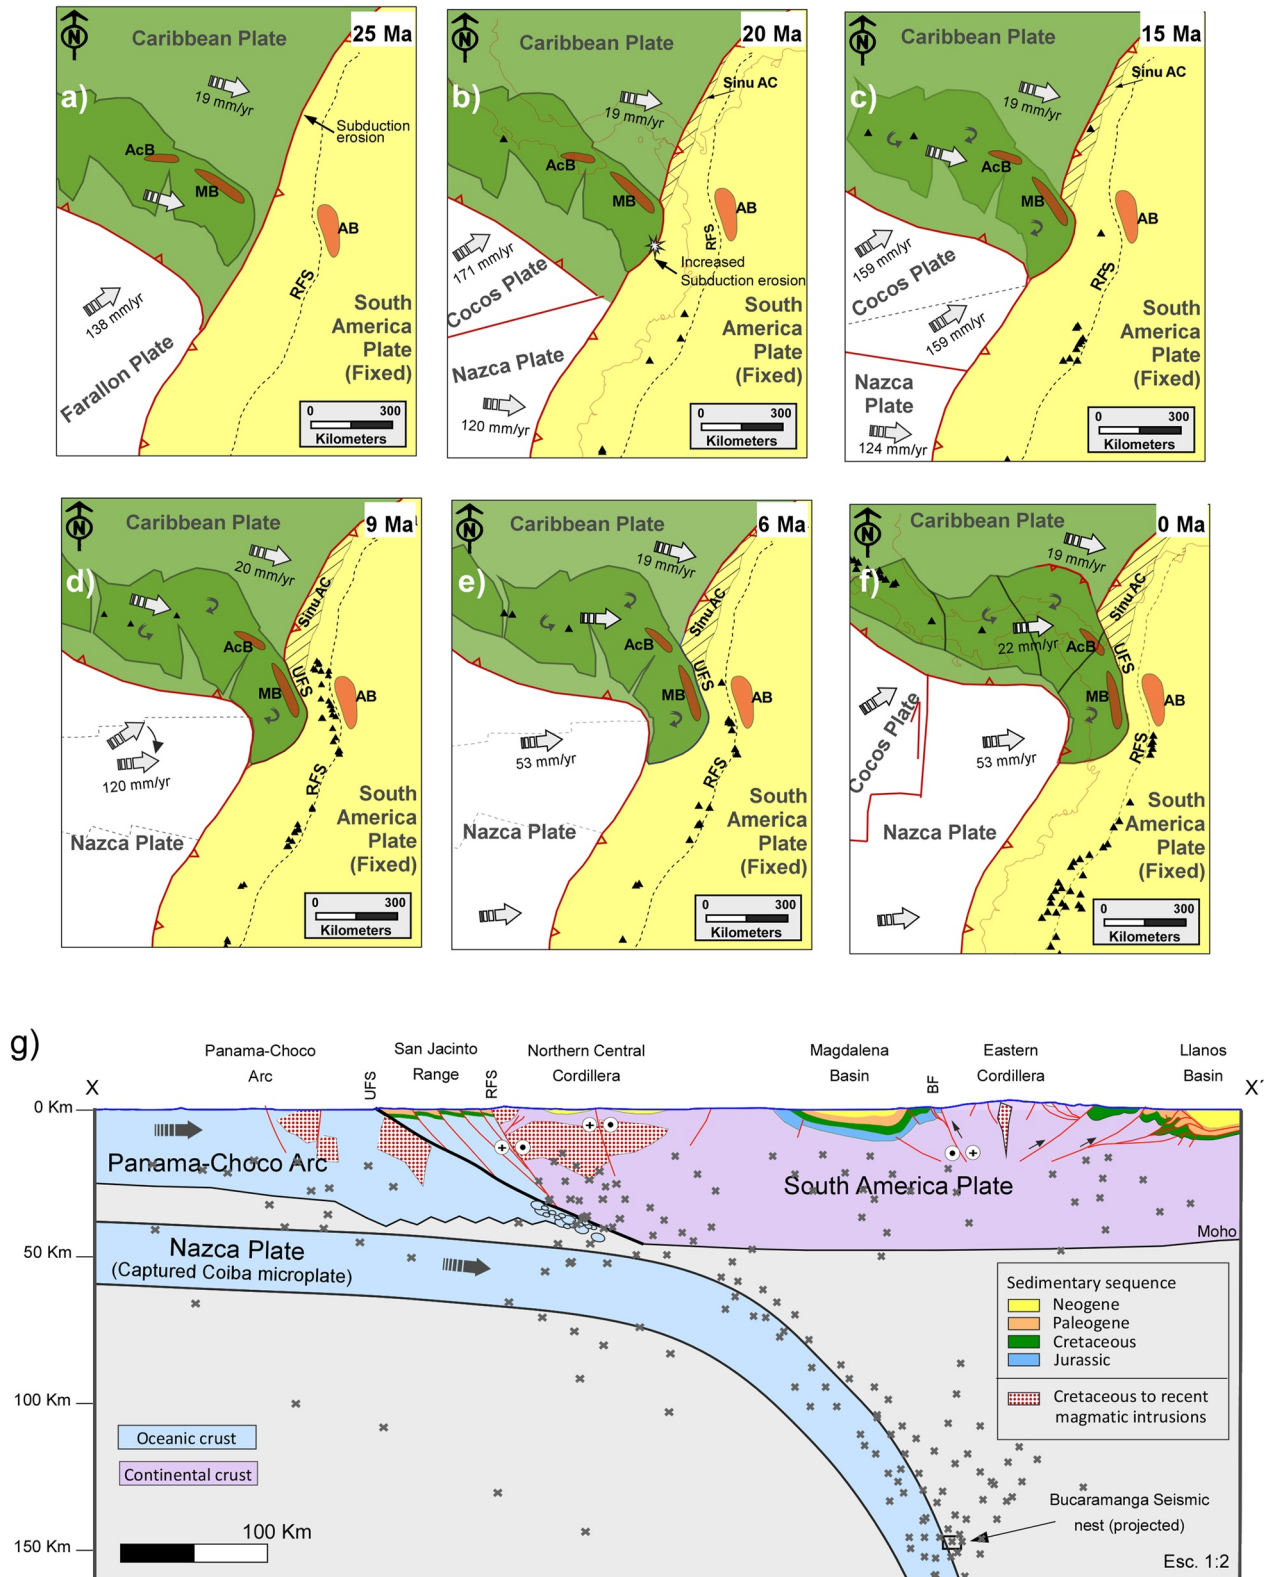 N
25 Ma
Caribbean Plate
a)
19 mm/yr
Subduction
erosion
AcB
MB
AB
RFS
138 mm/yr
Farallon Plate
South
America
Plate
(Fixed)
0 300
Kilometers
N
20 Ma
Caribbean Plate
b)
Sinu AC
19 mm/yr
AcB
MB
AB
RFS
Increased
Subduction erosion
171 mm/yr
Cocos Plate
Nazca Plate
120 mm/yr
South
America
Plate
(Fixed)
0 300
Kilometers
N
15 Ma
Caribbean Plate
c)
Sinu AC
19 mm/yr
AcB
MB
AB
RFS
159 mm/yr
Cocos Plate
159 mm/yr
Nazca
Plate
124 mm/yr
South
America
Plate
(Fixed)
0 300
Kilometers
N
9 Ma
Caribbean Plate
d)
20 mm/yr
Sinu AC
AcB
UFS
MB
AB
RFS
120 mm/yr
Nazca Plate
South
America
Plate
(Fixed)
0 300
Kilometers
N
6 Ma
Caribbean Plate
e)
19 mm/yr
Sinu AC
AcB
UFS
MB
AB
RFS
53 mm/yr
Nazca Plate
South
America
Plate
(Fixed)
0 300
Kilometers
N
0 Ma
Caribbean Plate
f)
19 mm/yr
Sinu AC
22 mm/yr
AcB
UFS
MB
AB
RFS
Cocos Plate
53 mm/yr
Nazca Plate
South
America
Plate
(Fixed)
0 300
Kilometers
g)
Panama-Choco
Arc
UFS
San Jacinto
Range
RFS
Northern Central
Cordillera
Magdalena
Basin
BF
Eastern
Cordillera
Llanos
Basin
X
X´
0 Km
Panama-Choco Arc
South America Plate
Moho
Nazca Plate
(Captured Coiba microplate)
50 Km
Sedimentary sequence
Neogene
Paleogene
Cretaceous
Jurassic
Cretaceous to recent
magmatic intrusions
100 Km
Oceanic crust
Continental crust
Bucaramanga Seismic
nest (projected)
100 Km
150 Km
Esc. 1:2